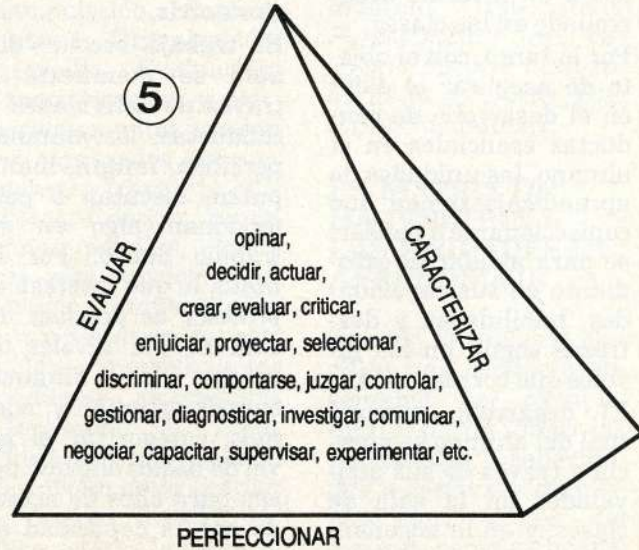 5
EVALUAR
CARACTERIZAR
opinar,
decidir, actuar,
crear, evaluar, criticar,
enjuiciar, proyectar, seleccionar,
discriminar, comportarse, juzgar, controlar,
gestionar, diagnosticar, investigar, comunicar,
negociar, capacitar, supervisar, experimentar, etc.
PERFECCIONAR